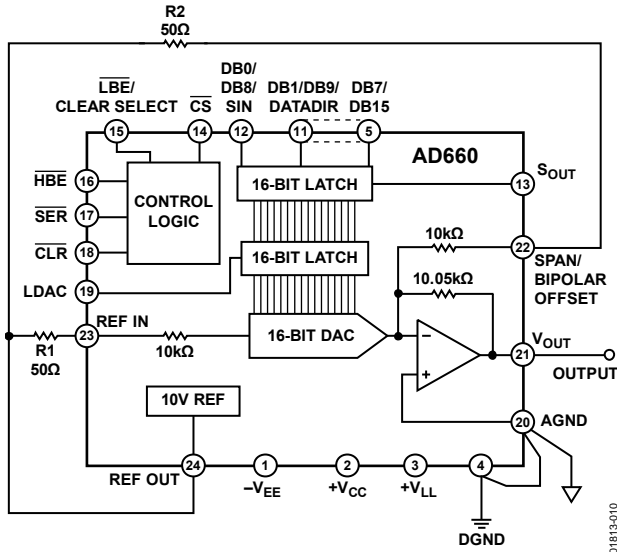 R2
50Ω
LBE/
CLEAR SELECT
CS
DB0/
DB8/
SIN
DB1/DB9/
DATADIR
DB7/
DB15
15
14
12
11
5
AD660
HBE
16
SER
17
CLR
18
LDAC
19
CONTROL
LOGIC
16-BIT LATCH
16-BIT LATCH
13
SOUT
10kΩ
22
SPAN/
BIPOLAR
OFFSET
10.05kΩ
REF IN
23
R1
50Ω
10kΩ
16-BIT DAC
−
+
VOUT
21
OUTPUT
10V REF
20
AGND
REF OUT
24
1
−VEE
2
+VCC
3
+VLL
4
DGND
01813-010